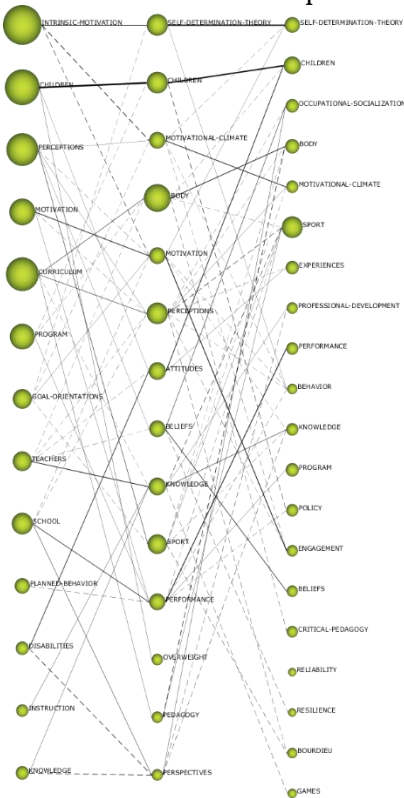 INTRINSIC-MOTIVATION
CHILDREN
PERCEPTIONS
MOTIVATION
CURRICULUM
PROGRAM
GOAL-ORIENTATIONS
TEACHERS
SCHOOL
PLANNED-BEHAVIOR
DISABILITIES
INSTRUCTION
KNOWLEDGE
SELF-DETERMINATION-THEORY
CHILDREN
MOTIVATIONAL-CLIMATE
BODY
MOTIVATION
PERCEPTIONS
ATTITUDES
BELIEFS
KNOWLEDGE
SPORT
PERFORMANCE
OVERWEIGHT
PEDAGOGY
PERSPECTIVES
SELF-DETERMINATION-THEORY
CHILDREN
OCCUPATIONAL-SOCIALIZATION
BODY
MOTIVATIONAL-CLIMATE
SPORT
EXPERIENCES
PROFESSIONAL-DEVELOPMENT
PERFORMANCE
BEHAVIOR
KNOWLEDGE
PROGRAM
POLICY
ENGAGEMENT
BELIEFS
CRITICAL-PEDAGOGY
RELIABILITY
RESILIENCE
BOURDIEU
GAMES